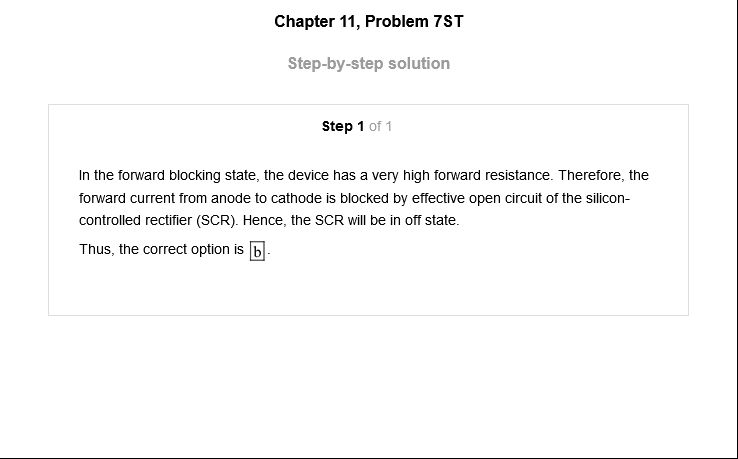 Chapter 11, Problem 7ST
Step-by-step solution
Step 1 of 1
In the forward blocking state, the device has a very high forward resistance. Therefore, the
forward current from anode to cathode is blocked by effective open circuit of the silicon-
controlled rectifier (SCR). Hence, the SCR will be in off state.
Thus, the correct option is b.